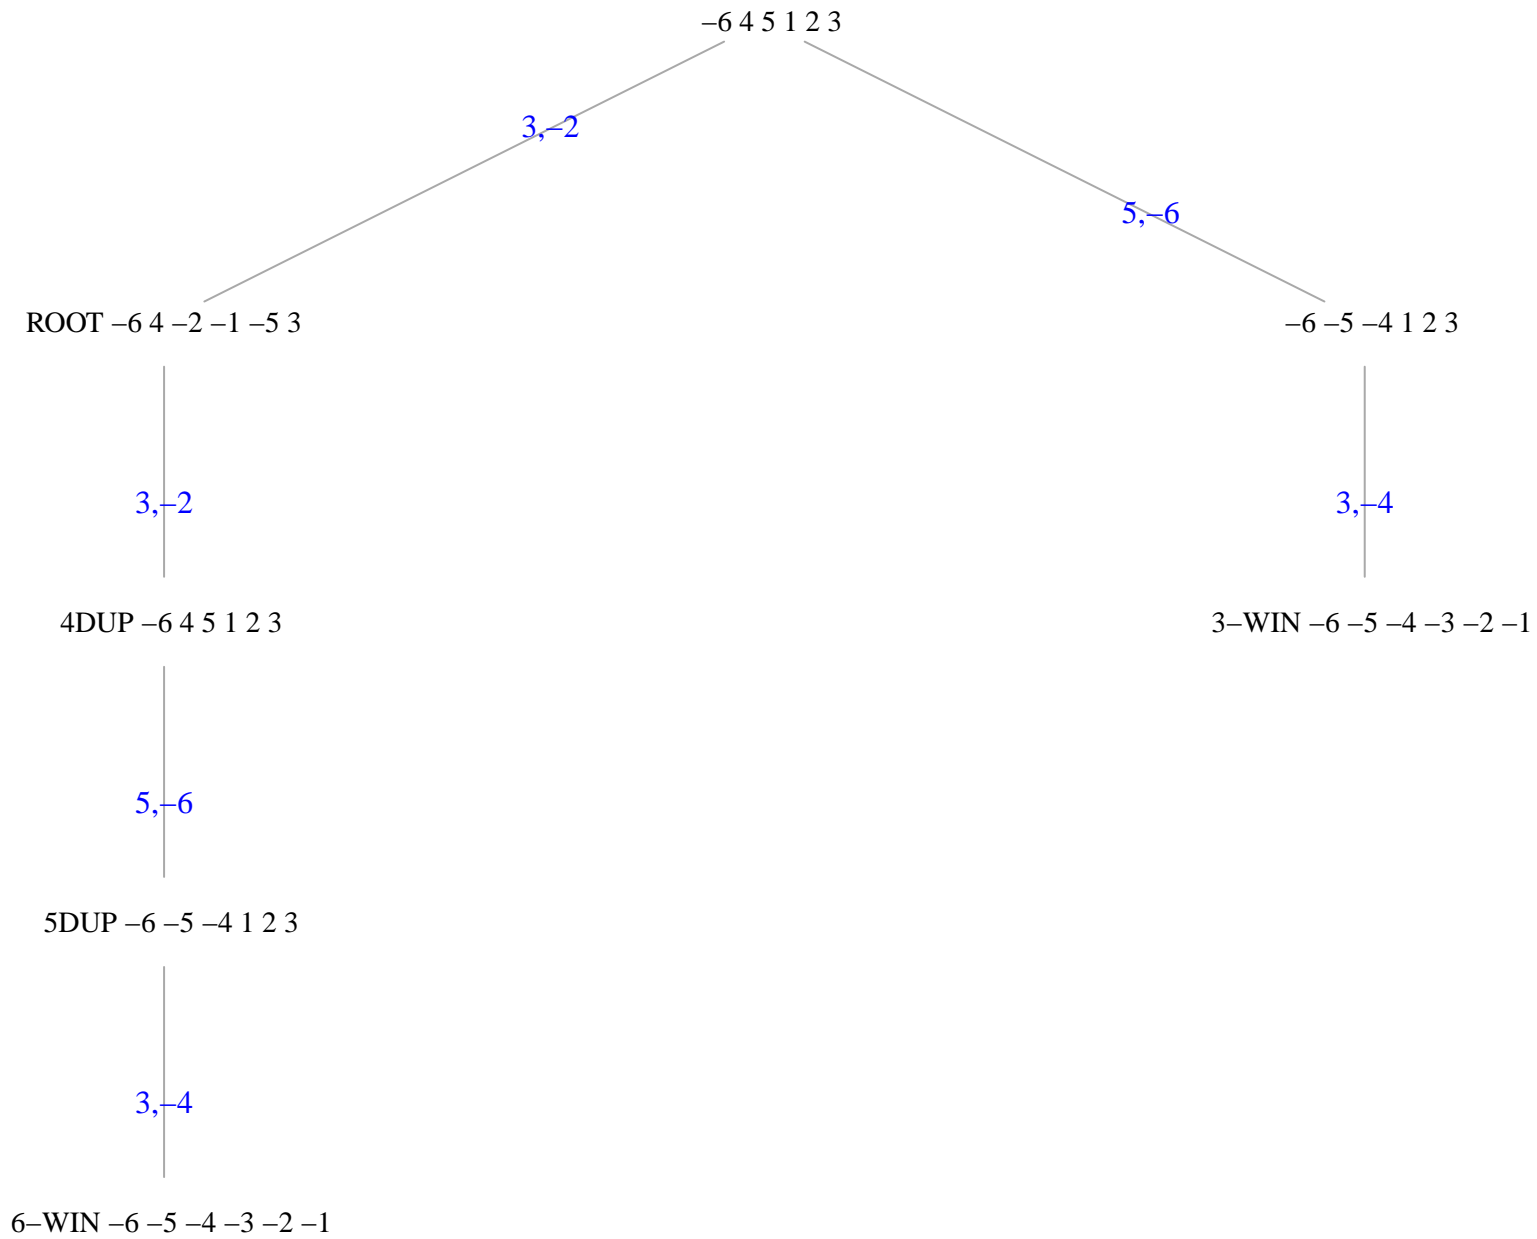 –6 4 5 1 2 3
3,–2
5,–6
ROOT –6 4 –2 –1 –5 3
–6 –5 –4 1 2 3
3,–2
3,–4
4DUP –6 4 5 1 2 3
3–WIN –6 –5 –4 –3 –2 –1
5,–6
5DUP –6 –5 –4 1 2 3
3,–4
6–WIN –6 –5 –4 –3 –2 –1